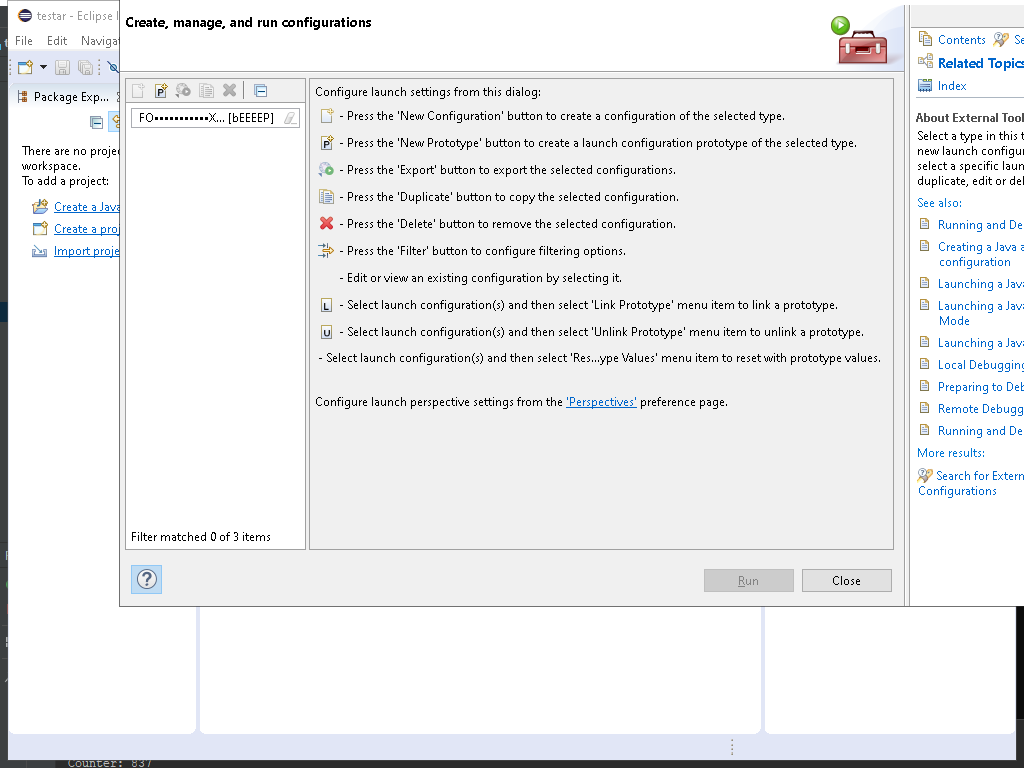 testar - Eclipse I
File Edit Naviga
Package Exp...
There are no proje
workspace.
To add a project:
Create a Java
Create a proj
Import proje
Create, manage, and run configurations
FO•••••••••••X... [bEEEEP]
Filter matched 0 of 3 items
Configure launch settings from this dialog:
- Press the 'New Configuration' button to create a configuration of the selected type.
- Press the 'New Prototype' button to create a launch configuration prototype of the selected type.
- Press the 'Export' button to export the selected configurations.
- Press the 'Duplicate' button to copy the selected configuration.
- Press the 'Delete' button to remove the selected configuration.
- Press the 'Filter' button to configure filtering options.
- Edit or view an existing configuration by selecting it.
- Select launch configuration(s) and then select 'Link Prototype' menu item to link a prototype.
- Select launch configuration(s) and then select 'Unlink Prototype' menu item to unlink a prototype.
- Select launch configuration(s) and then select 'Res...ype Values' menu item to reset with prototype values.
Configure launch perspective settings from the 'Perspectives' preference page.
Run
Close
Contents Se
Related Topics
Index
About External Tool
Select a type in this t
new launch configur
select a specific laun
duplicate, edit or del
See also:
Running and De
Creating a Java a
configuration
Launching a Java
Launching a Java
Mode
Launching a Java
Local Debugging
Preparing to Deb
Remote Debugg
Running and De
More results:
Search for Extern
Configurations
Counter: 837